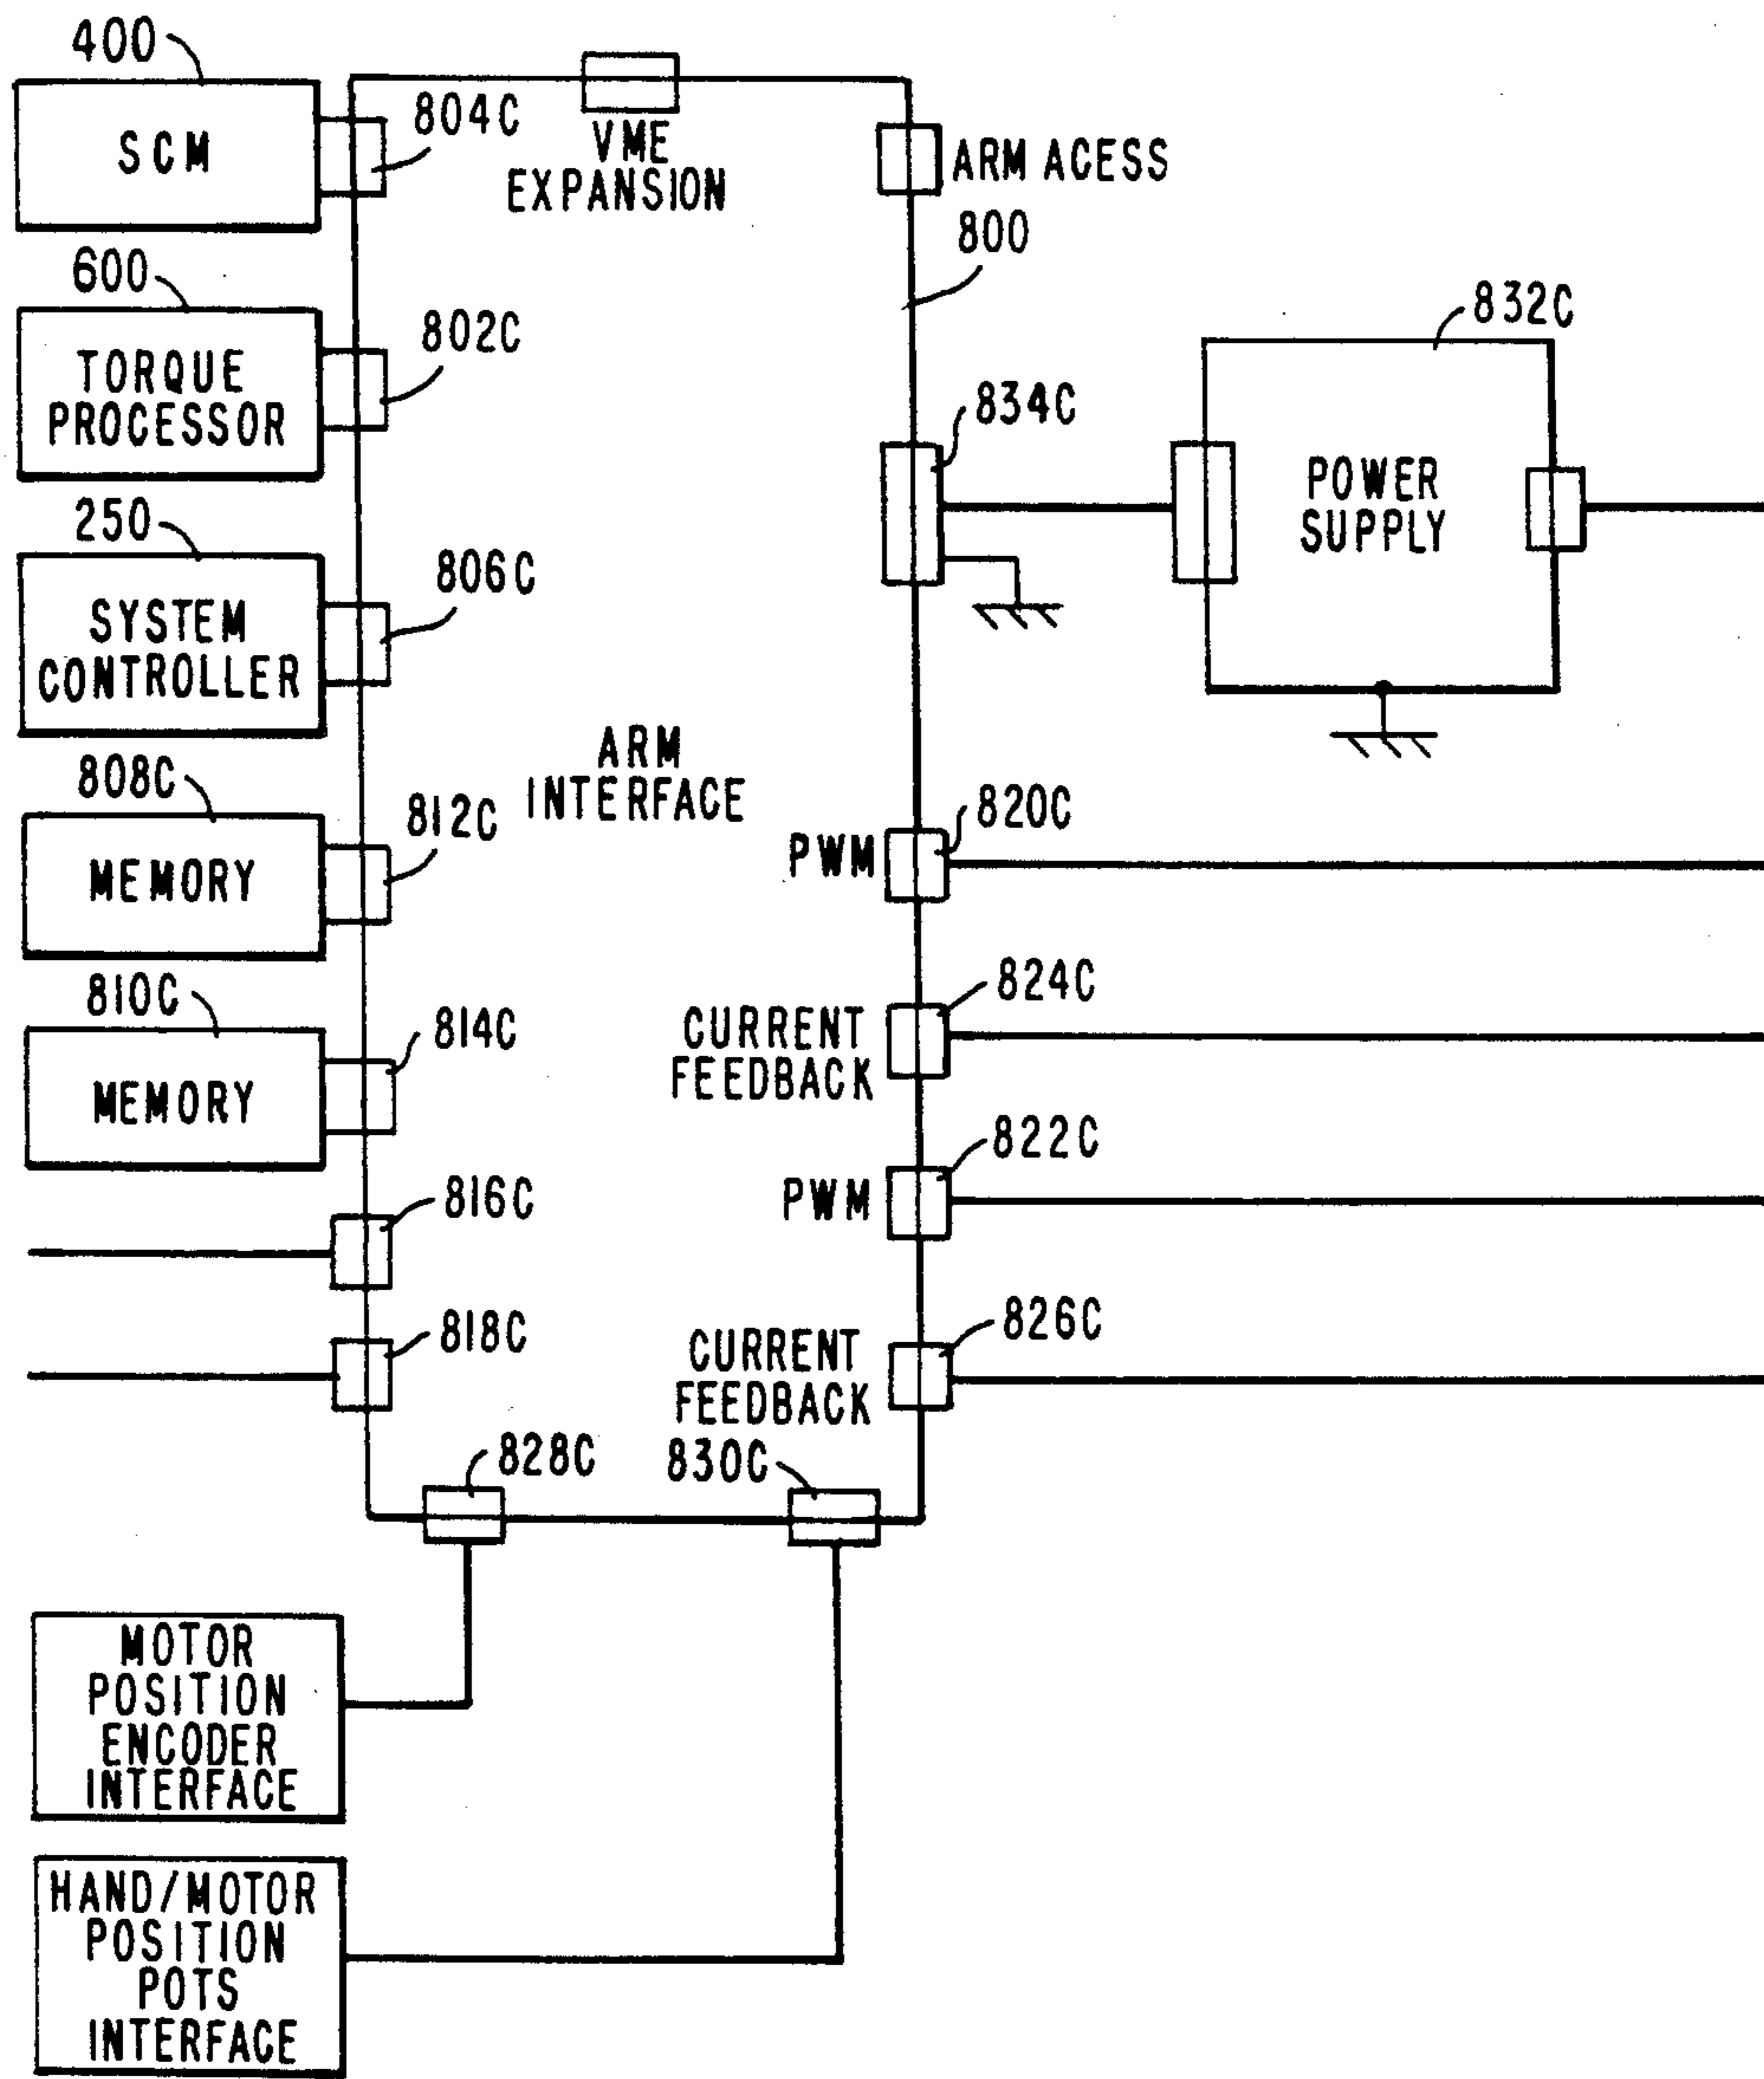 400
SCM
804C
VME
EXPANSION
ARM ACESS
800
600
TORQUE
PROCESSOR
802C
832C
834C
POWER
SUPPLY
250
SYSTEM
CONTROLLER
806C
ARM
INTERFACE
808C
MEMORY
812C
PWM
820C
810C
MEMORY
814C
CURRENT
FEEDBACK
824C
816C
PWM
822C
818C
CURRENT
FEEDBACK
826C
828C
830C
MOTOR
POSITION
ENCODER
INTERFACE
HAND/MOTOR
POSITION
POTS
INTERFACE